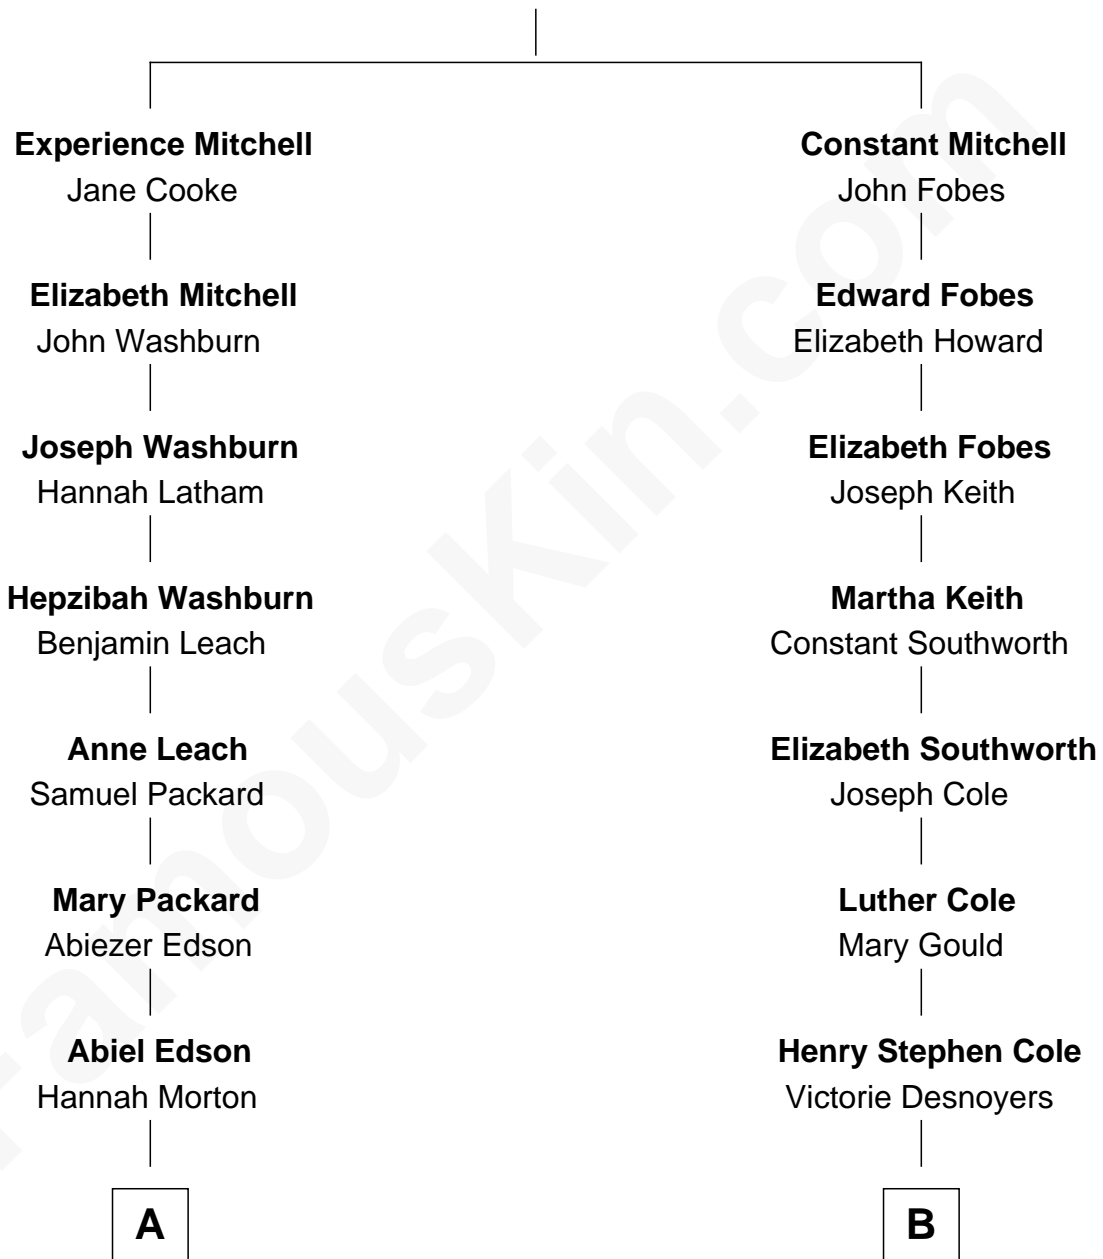 Experience Mitchell
Jane Cooke
Elizabeth Mitchell
John Washburn
Joseph Washburn
Hannah Latham
Hepzibah Washburn
Benjamin Leach
Anne Leach
Samuel Packard
Mary Packard
Abiezer Edson
Abiel Edson
Hannah Morton
A
Constant Mitchell
John Fobes
Edward Fobes
Elizabeth Howard
Elizabeth Fobes
Joseph Keith
Martha Keith
Constant Southworth
Elizabeth Southworth
Joseph Cole
Luther Cole
Mary Gould
Henry Stephen Cole
Victorie Desnoyers
B
FamousKin.com